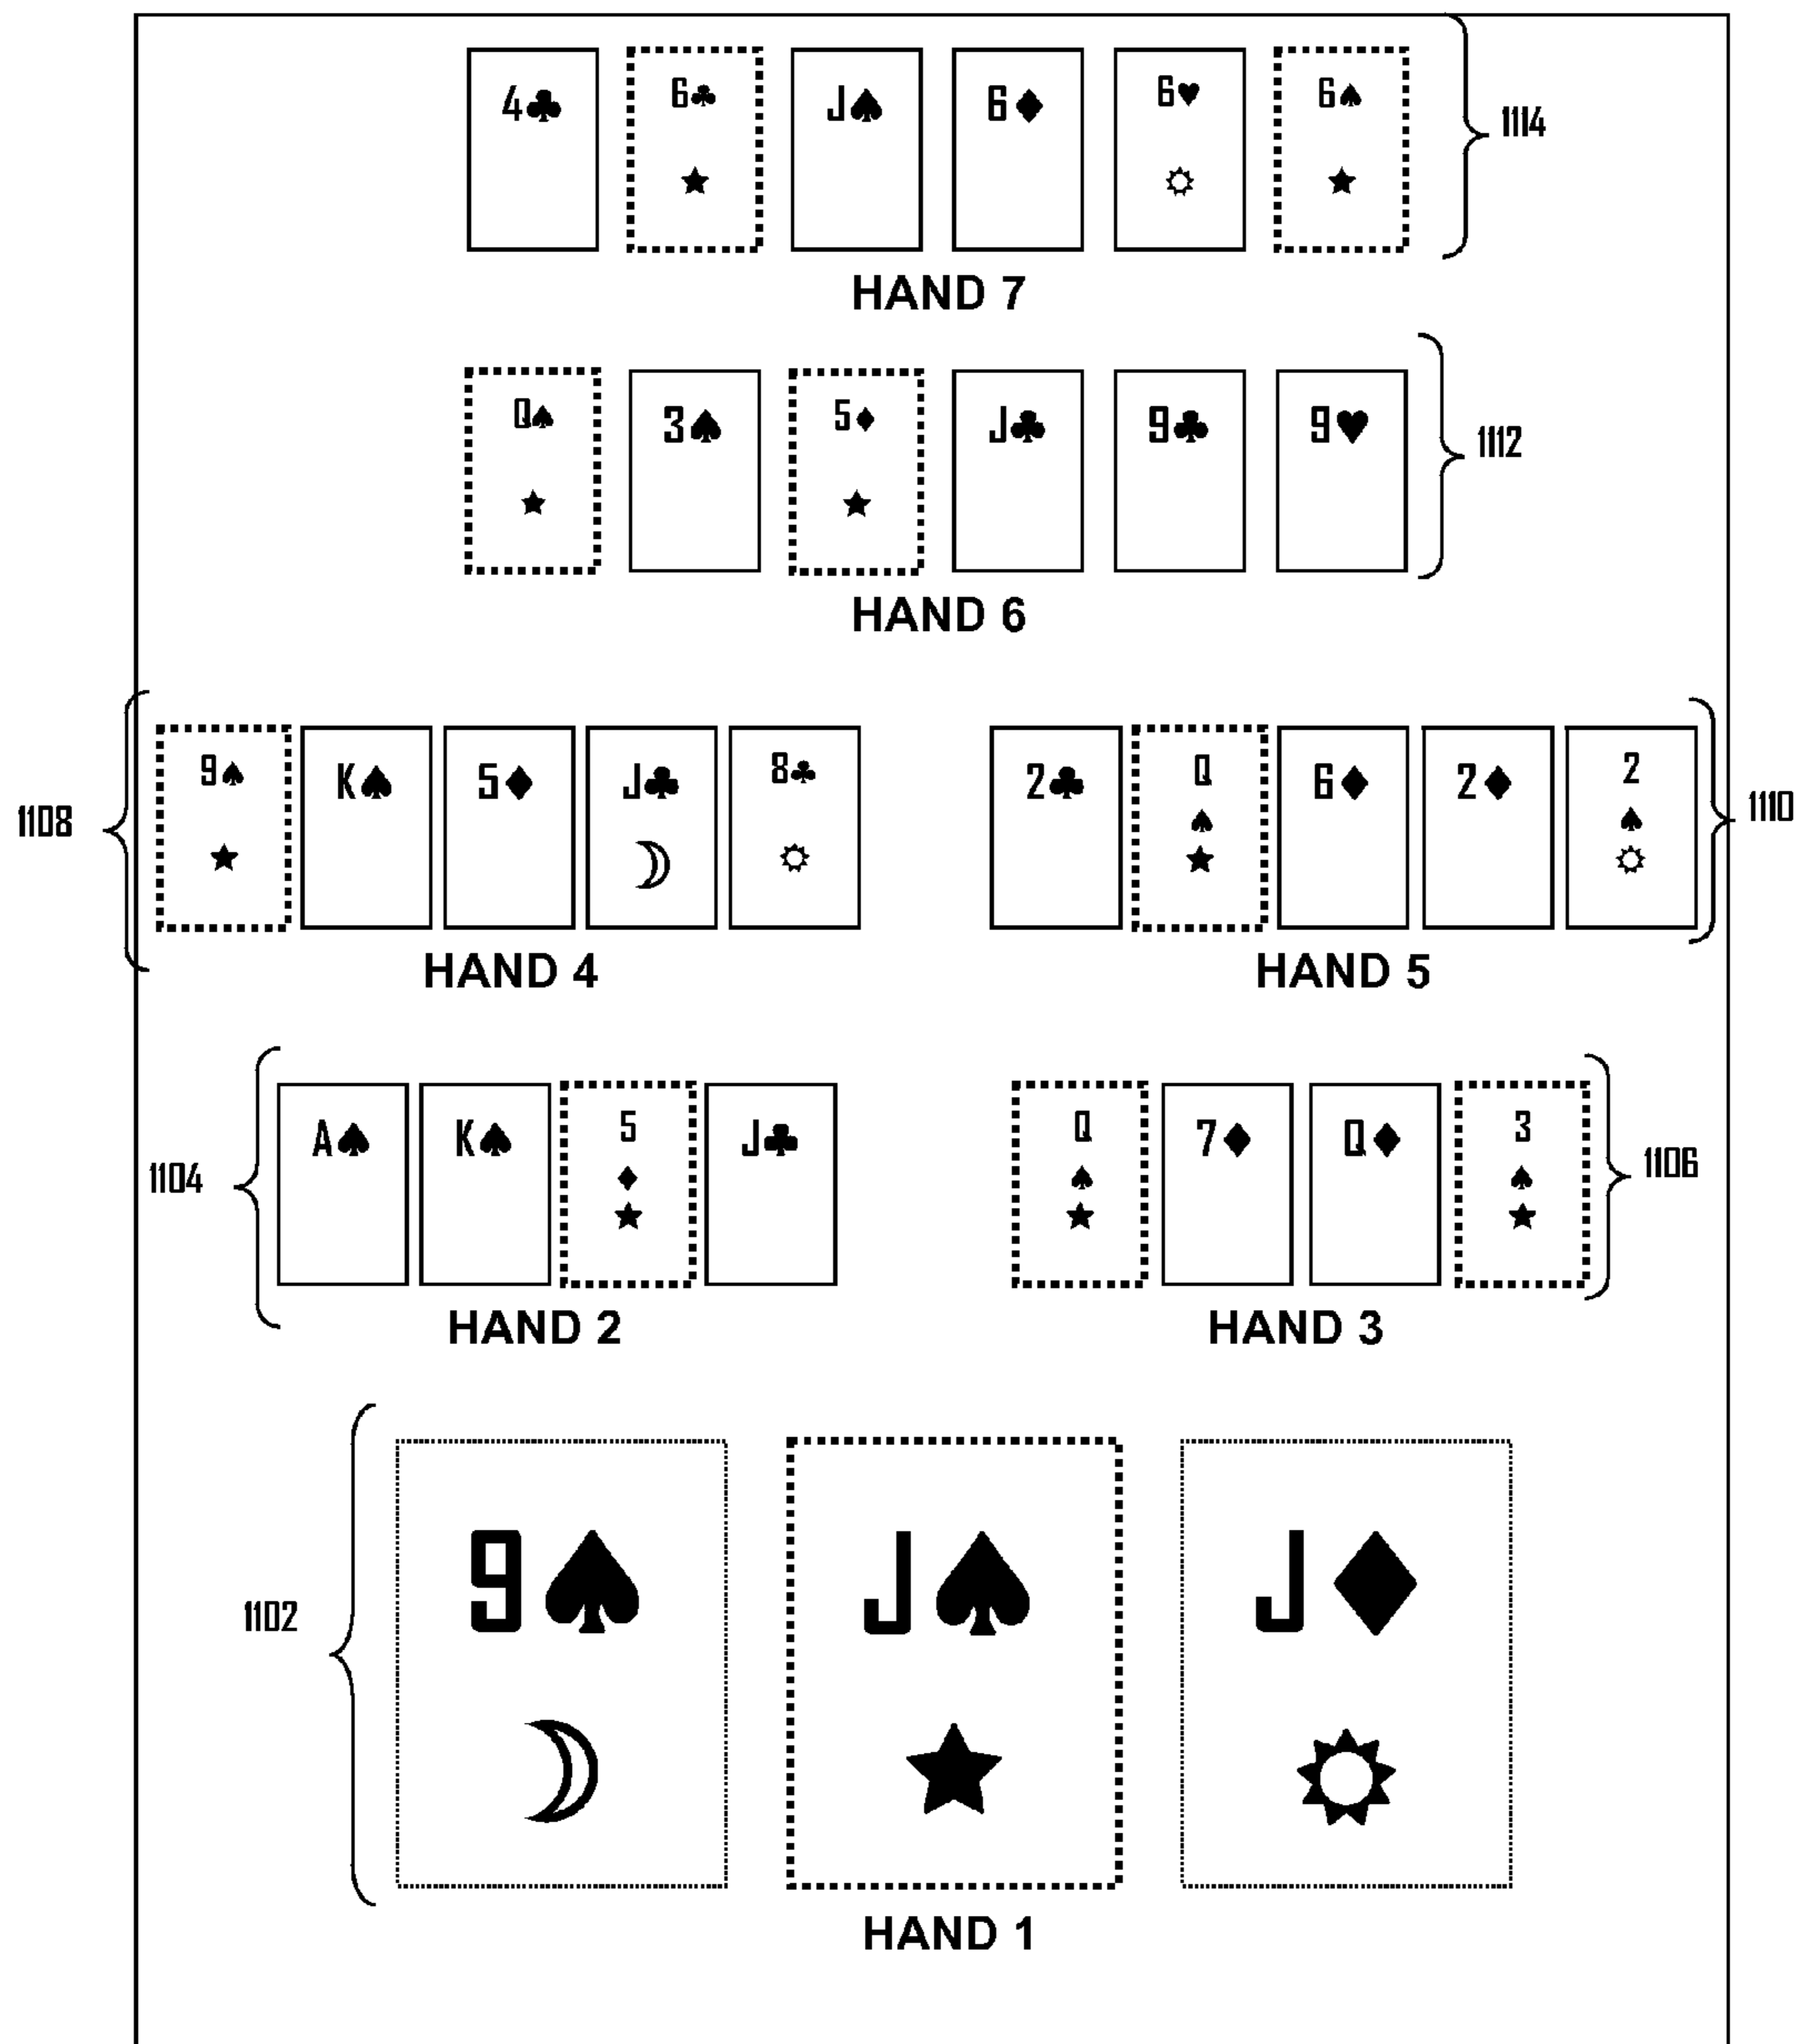 4♣ 6♣ J♠ 6♦ 6♥ 6♠ 1114
HAND 7
Q♠ 3♠ 5♦ J♣ 9♣ 9♥ 1112
HAND 6
1108 9♠ K♠ 5♦ J♣ 8♣
HAND 4
2♣ Q♠ 6♦ 2♦ 2♠ 1110
HAND 5
1104 A♠ K♠ 5♦ J♣
HAND 2
Q♠ 7♦ Q♦ 3♠ 1106
HAND 3
1102 9♠ J♠ J♦
HAND 1